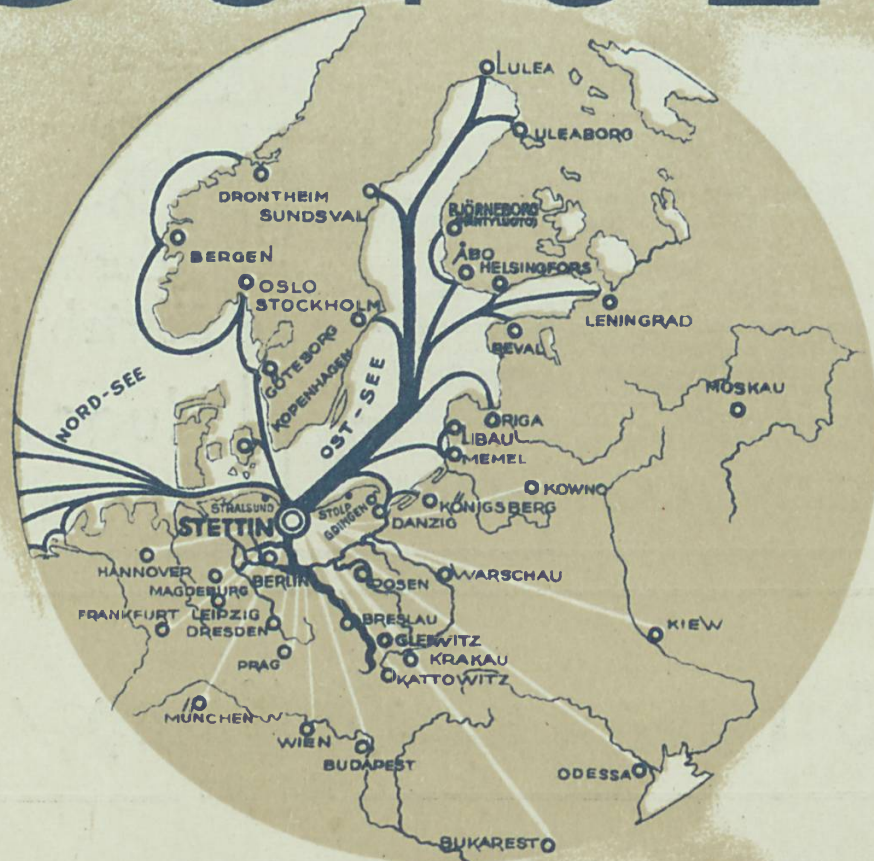 LULEA
ULEABORG
DRONTHEIM
SUNDSVAL
BJÖRNEBORG
(MÄNTYLUOTO)
BERGEN
ÅBO
HELSINGFORS
OSLO
STOCKHOLM
LENINGRAD
REVAL
GÖTEBORG
KOPENHAGEN
NORD-SEE
OST-SEE
MOSKAU
RIGA
LIBAU
MEMEL
KOWNO
STRALSUND
STOLP
GDINGEN
KÖNIGSBERG
STETTIN
DANZIG
HANNOVER
BERLIN
POSEN
WARSCHAU
MAGDEBURG
FRANKFURT
LEIPZIG
DRESDEN
BRESLAU
KIEW
GLEIWITZ
PRAG
KRAKAU
KATTOWITZ
MÜNCHEN
WIEN
BUDAPEST
ODESSA
BUKAREST